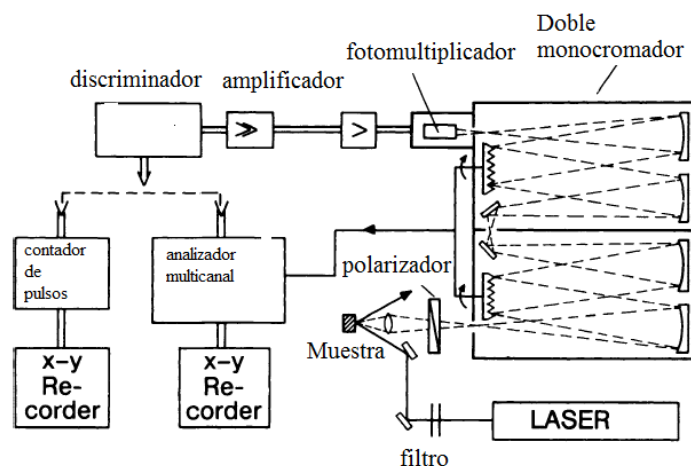 Doble
monocromador
fotomultiplicador
discriminador
amplificador
contador
de
pulsos
analizador
multicanal
polarizador
Muestra
x-y
Re-
corder
x-y
Re-
corder
LASER
filtro